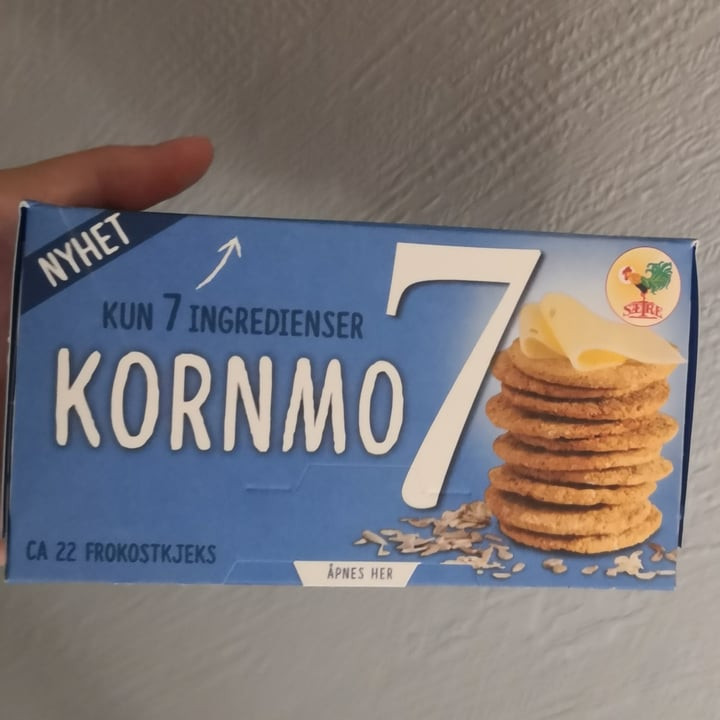 NYHET
KUN 7 INGREDIENSER
KORNMO 7
SÆTRE
CA 22 FROKOSTKJEKS
ÅPNES HER